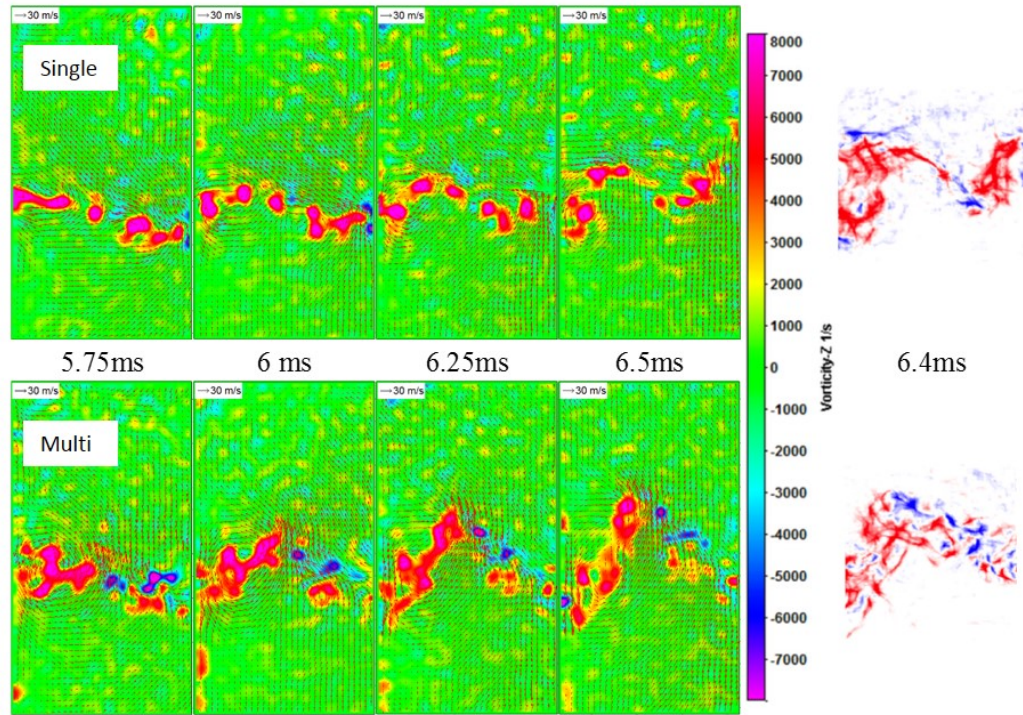 →30 m/s
→30 m/s
→30 m/s
→30 m/s
Single
8000
7000
6000
5000
4000
3000
2000
1000
0
-1000
-2000
-3000
-4000
-5000
-6000
-7000
Vorticity-Z 1/s
5.75ms
6 ms
6.25ms
6.5ms
6.4ms
→30 m/s
→30 m/s
→30 m/s
→30 m/s
Multi